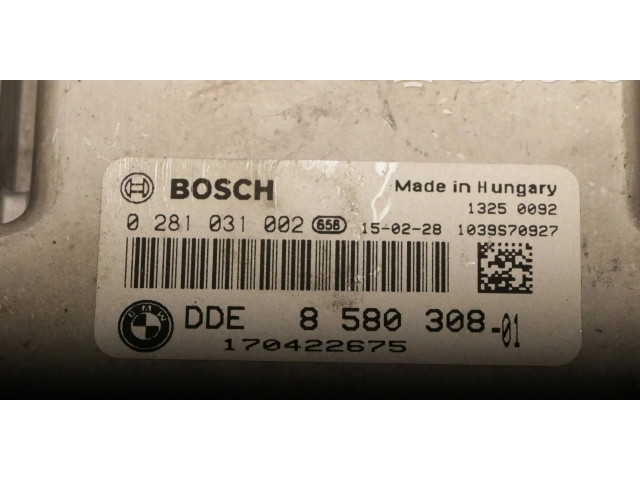 BOSCH
Made in Hungary
1325 0092
0 281 031 002 658 15-02-28 1039S70927
BMW DDE 8 580 308-01
170422675